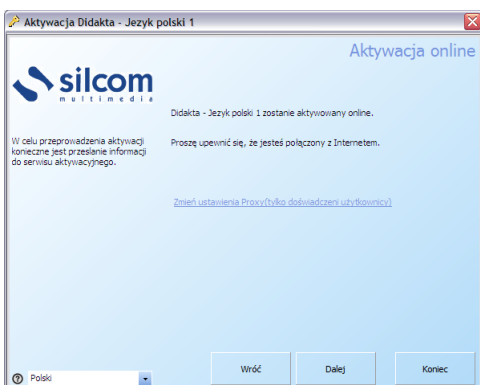 Aktywacja Didakta - Jezyk polski 1
Aktywacja online
silcom
multimedia
Didakta - Jezyk polski 1 zostanie aktywowany online.
W celu przeprowadzenia aktywacji
konieczne jest przesłanie informacji
do serwisu aktywacyjnego.
Proszę upewnić się, że jesteś połączony z Internetem.
Zmień ustawienia Proxy(tylko doświadczeni użytkownicy)
Wróć
Dalej
Koniec
Polski